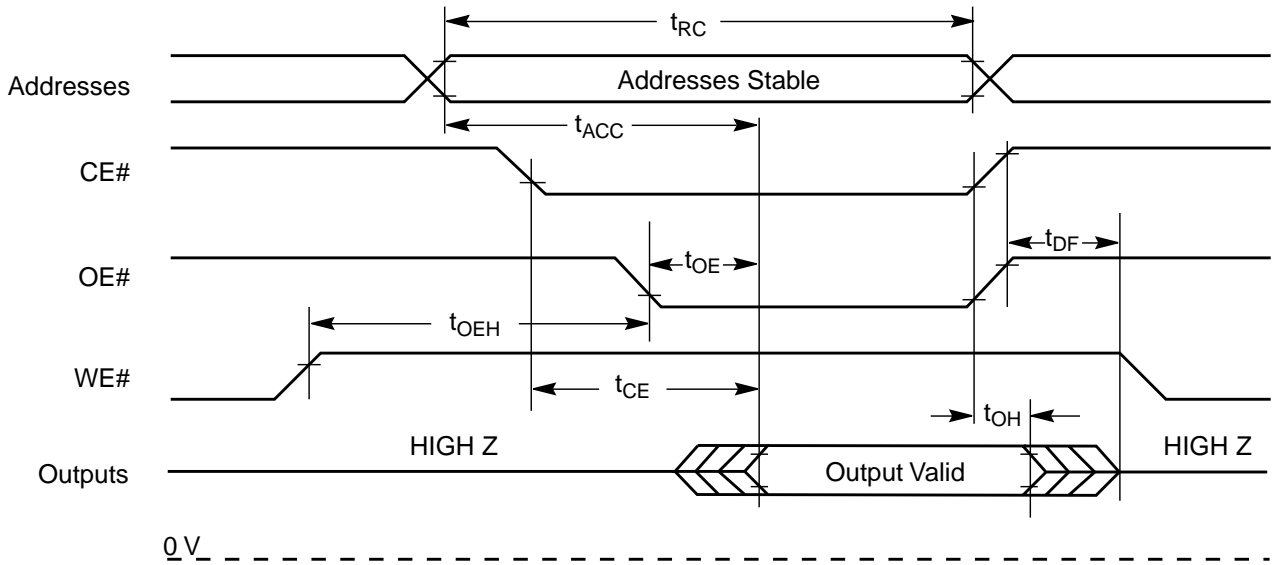 tRC
Addresses
Addresses Stable
tACC
CE#
tDF
OE#
tOE
tOEH
WE#
tCE
tOH
HIGH Z
HIGH Z
Outputs
Output Valid
0 V